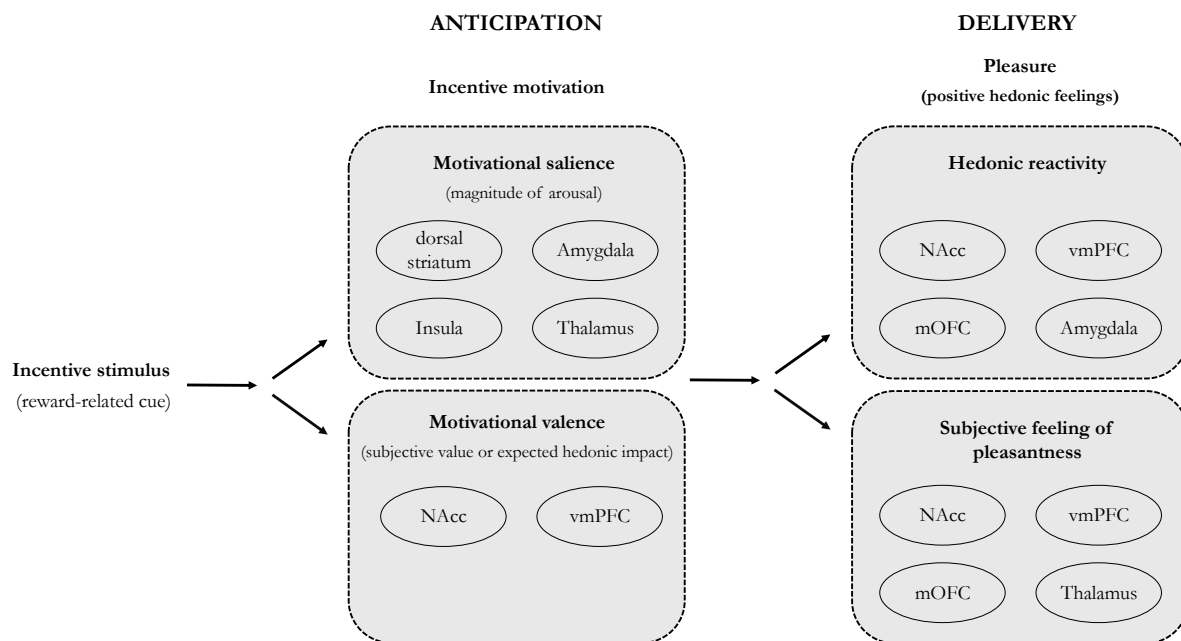 ANTICIPATION
DELIVERY
Incentive motivation
Pleasure
(positive hedonic feelings)
Incentive stimulus
(reward-related cue)
Motivational salience
(magnitude of arousal)
dorsal
striatum
Amygdala
Insula
Thalamus
Motivational valence
(subjective value or expected hedonic impact)
NAcc
vmPFC
Hedonic reactivity
NAcc
vmPFC
mOFC
Amygdala
Subjective feeling of
pleasantness
NAcc
vmPFC
mOFC
Thalamus